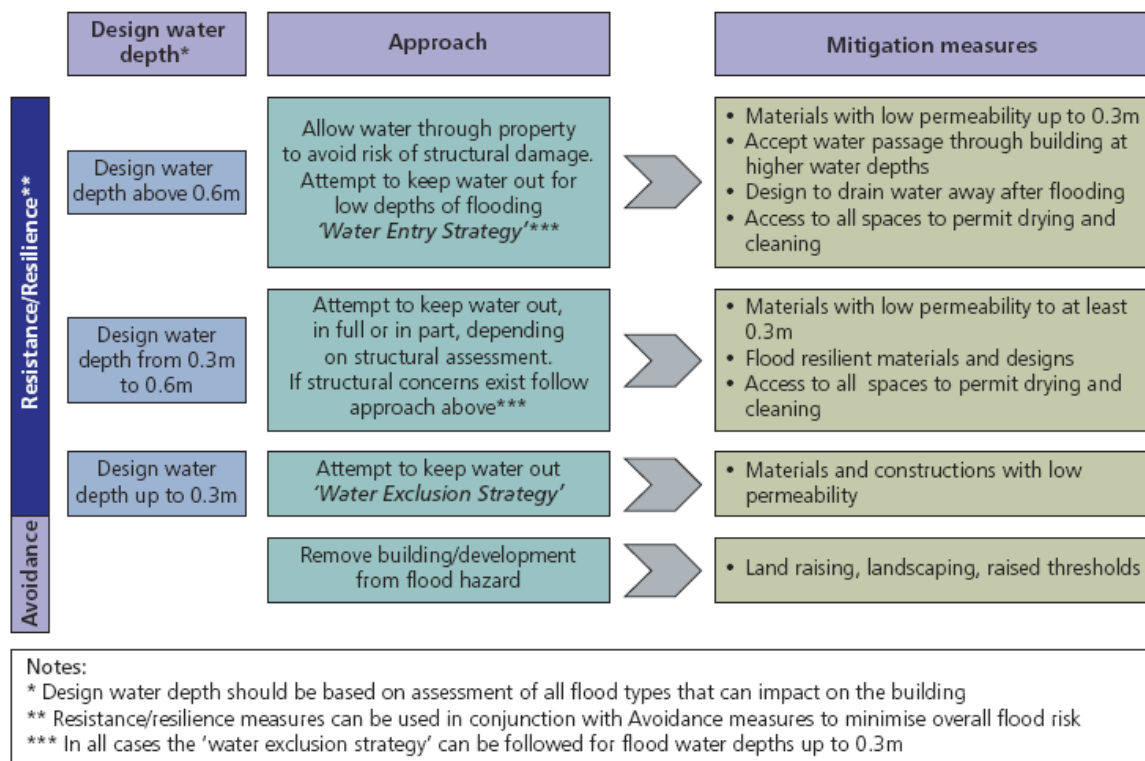 Design water
depth*
Approach
Mitigation measures
Resistance/Resilience**
Design water
depth above 0.6m
Allow water through property
to avoid risk of structural damage.
Attempt to keep water out for
low depths of flooding
‘Water Entry Strategy’***
• Materials with low permeability up to 0.3m
• Accept water passage through building at
higher water depths
• Design to drain water away after flooding
• Access to all spaces to permit drying and
cleaning
Design water
depth from 0.3m
to 0.6m
Attempt to keep water out,
in full or in part, depending
on structural assessment.
If structural concerns exist follow
approach above***
• Materials with low permeability to at least
0.3m
• Flood resilient materials and designs
• Access to all spaces to permit drying and
cleaning
Design water
depth up to 0.3m
Attempt to keep water out
‘Water Exclusion Strategy’
• Materials and constructions with low
permeability
Avoidance
Remove building/development
from flood hazard
• Land raising, landscaping, raised thresholds
Notes:
* Design water depth should be based on assessment of all flood types that can impact on the building
** Resistance/resilience measures can be used in conjunction with Avoidance measures to minimise overall flood risk
*** In all cases the ‘water exclusion strategy’ can be followed for flood water depths up to 0.3m